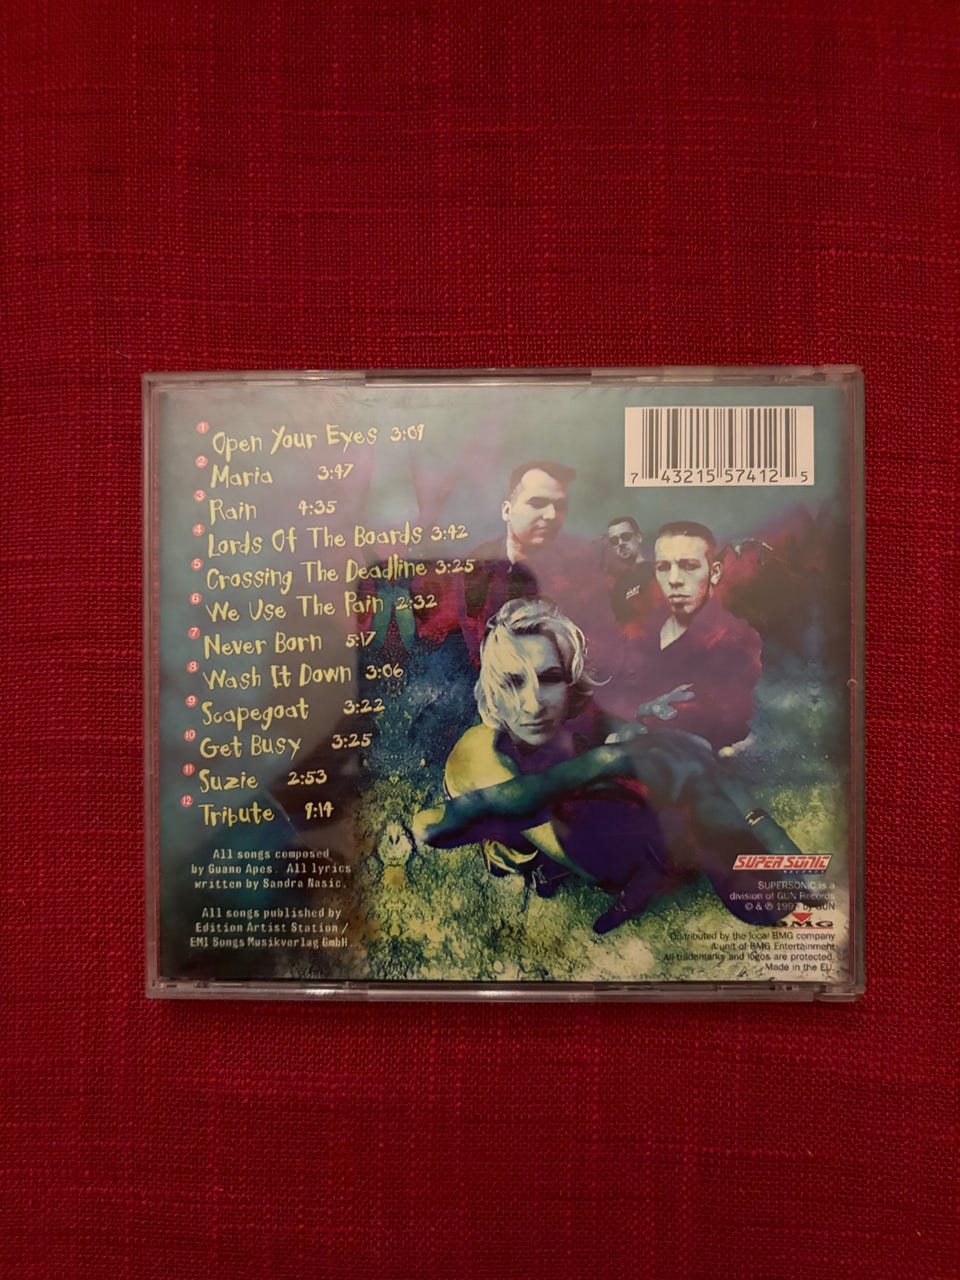 1 Open Your Eyes 3:09
2 Maria 3:47
3 Rain 4:35
4 Lords Of The Boards 3:42
5 Crossing The Deadline 3:25
6 We Use The Pain 2:32
7 Never Born 5:17
8 Wash It Down 3:06
9 Scapegoat 3:22
10 Get Busy 3:25
11 Suzie 2:53
12 Tribute 9:14
All songs composed
by Guano Apes. All lyrics
written by Sandra Nasic.
All songs published by
Edition Artist Station /
EMI Songs Musikverlag GmbH
7 43215 57412 5
SUPERSONIC
RECORDS
SUPERSONIC is a
division of GUN Records
© & ℗ 1997 by GUN
BMG
Distributed by the local BMG company
A unit of BMG Entertainment
All trademarks and logos are protected.
Made in the EU.